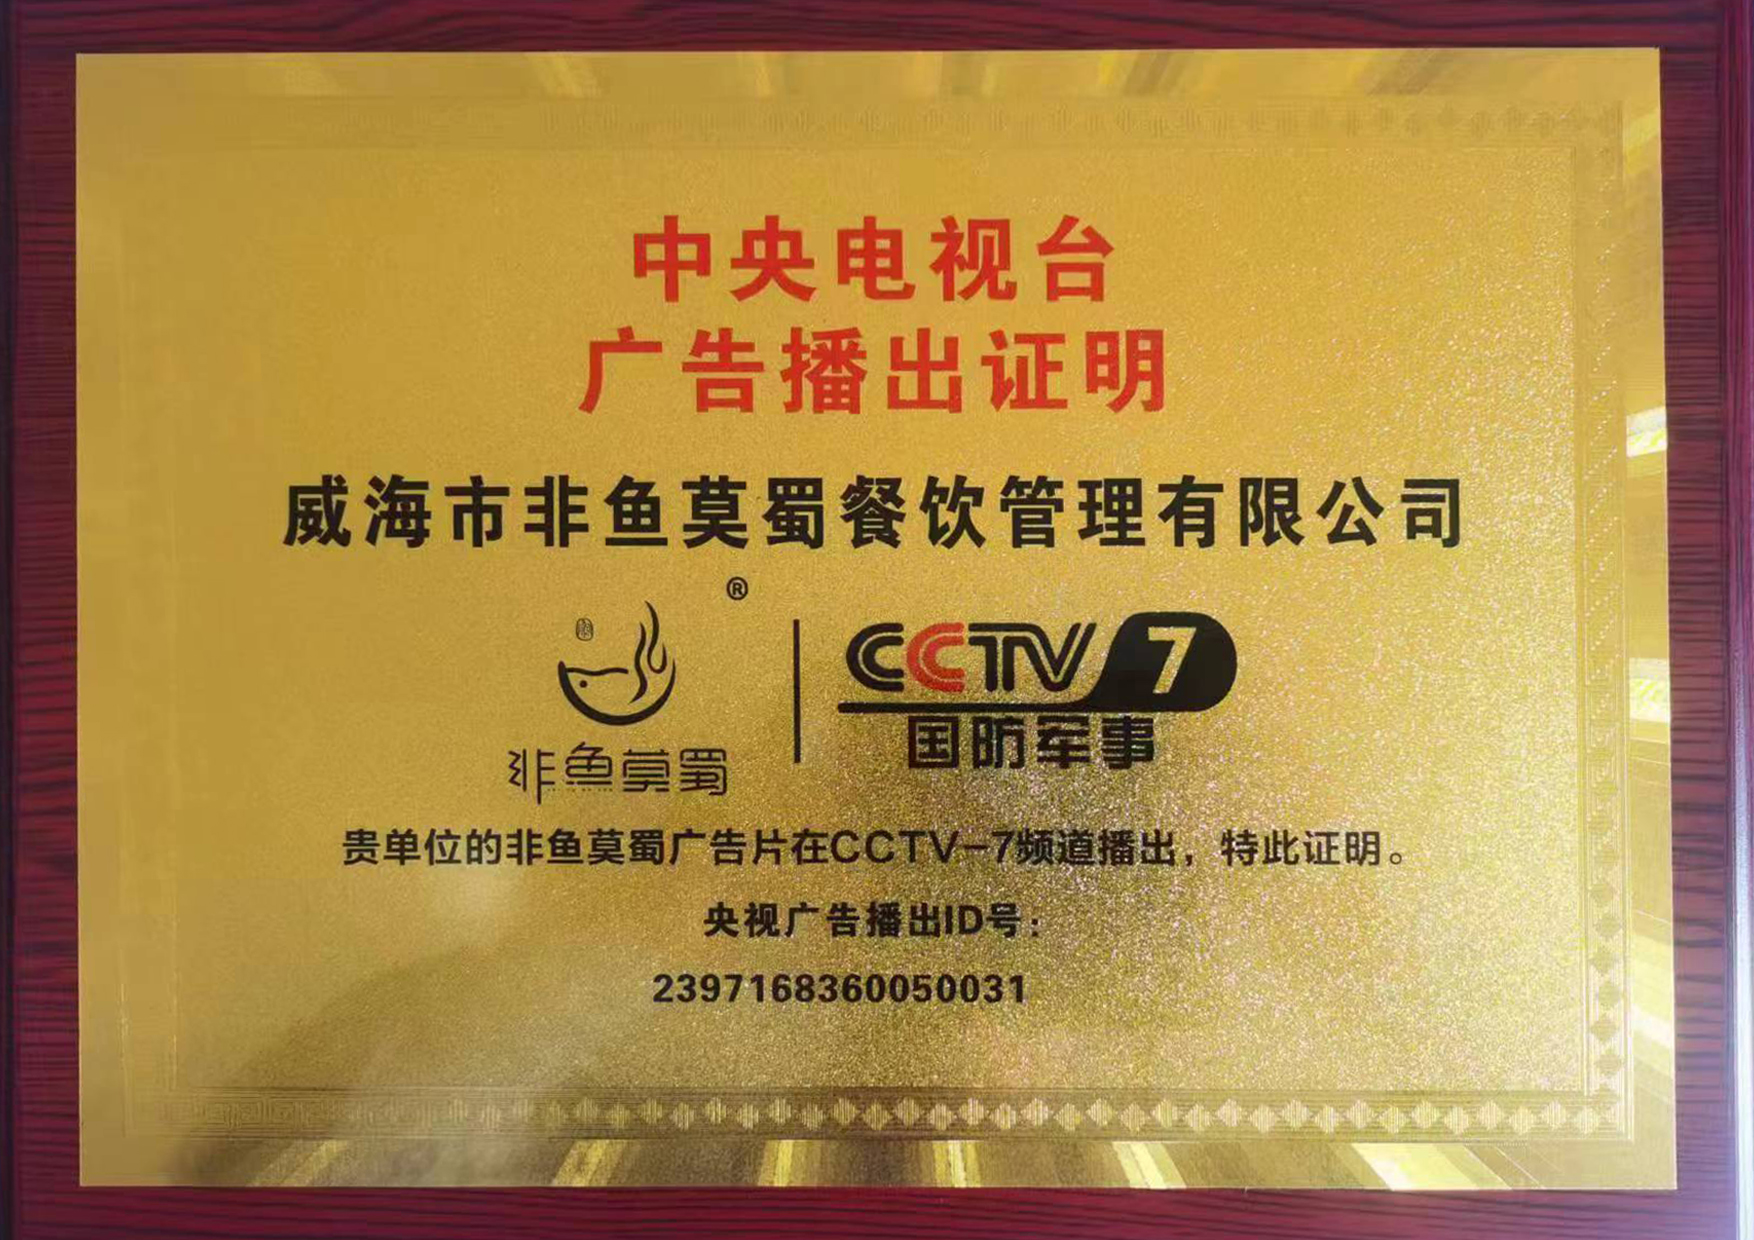 中央电视台
广告播出证明
威海市非鱼莫蜀餐饮管理有限公司
®
非鱼莫蜀
CCTV 7
国防军事
贵单位的非鱼莫蜀广告片在CCTV-7频道播出，特此证明。
央视广告播出ID号：
2397168360050031